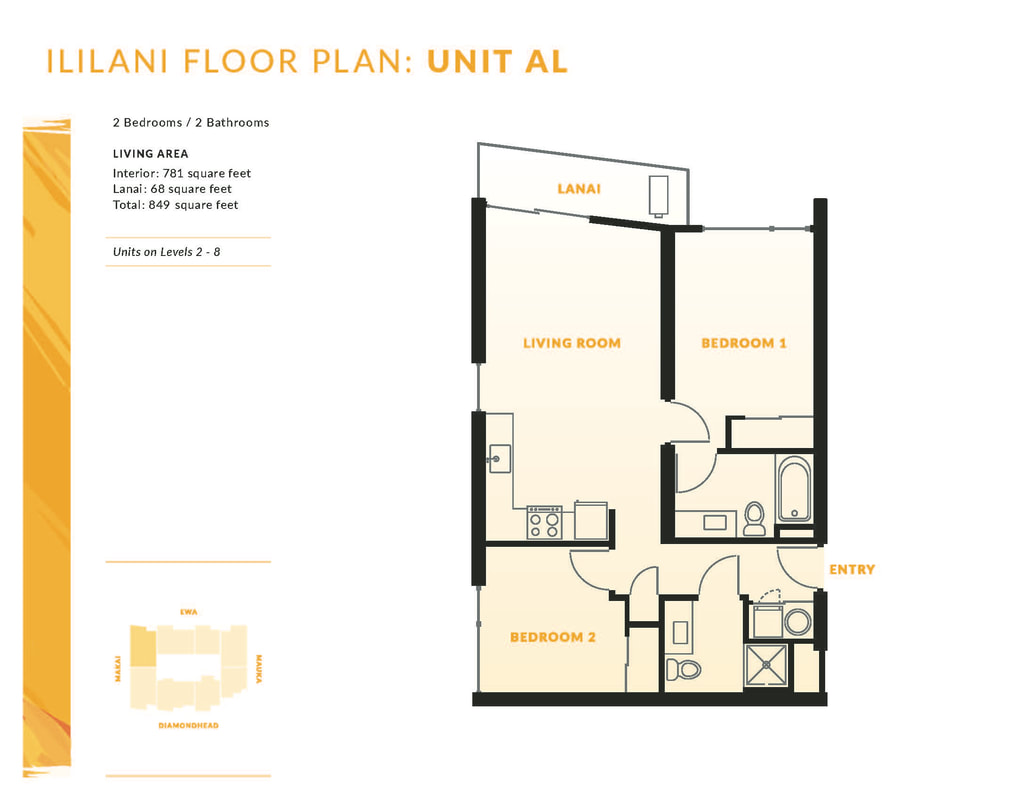 ILILANI FLOOR PLAN: UNIT AL
2 Bedrooms / 2 Bathrooms
LIVING AREA
Interior: 781 square feet
Lanai: 68 square feet
Total: 849 square feet
Units on Levels 2 - 8
LANAI
LIVING ROOM
BEDROOM 1
ENTRY
BEDROOM 2
EWA
MAKAI
MAUKA
DIAMONDHEAD